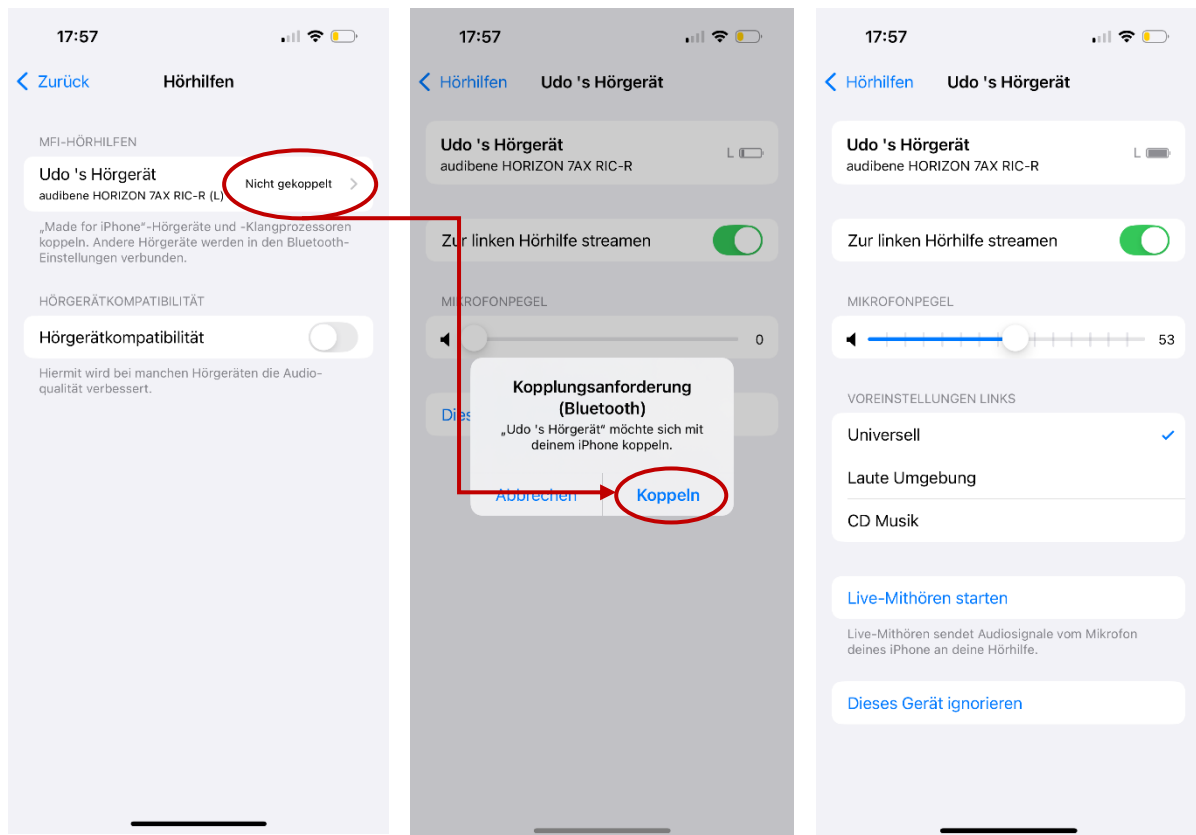 17:57
Zurück
Hörhilfen
MFI-HÖRHILFEN
Udo 's Hörgerät
audibene HORIZON 7AX RIC-R (L)
Nicht gekoppelt
„Made for iPhone"-Hörgeräte und -Klangprozessoren
koppeln. Andere Hörgeräte werden in den Bluetooth-
Einstellungen verbunden.
HÖRGERÄTKOMPATIBILITÄT
Hörgerätkompatibilität
Hiermit wird bei manchen Hörgeräten die Audio-
qualität verbessert.
17:57
Hörhilfen
Udo 's Hörgerät
Udo 's Hörgerät
audibene HORIZON 7AX RIC-R
L
Zur linken Hörhilfe streamen
MIKROFONPEGEL
0
Dies
Kopplungsanforderung
(Bluetooth)
„Udo 's Hörgerät" möchte sich mit
deinem iPhone koppeln.
Abbrechen
Koppeln
17:57
Hörhilfen
Udo 's Hörgerät
Udo 's Hörgerät
audibene HORIZON 7AX RIC-R
L
Zur linken Hörhilfe streamen
MIKROFONPEGEL
53
VOREINSTELLUNGEN LINKS
Universell
Laute Umgebung
CD Musik
Live-Mithören starten
Live-Mithören sendet Audiosignale vom Mikrofon
deines iPhone an deine Hörhilfe.
Dieses Gerät ignorieren